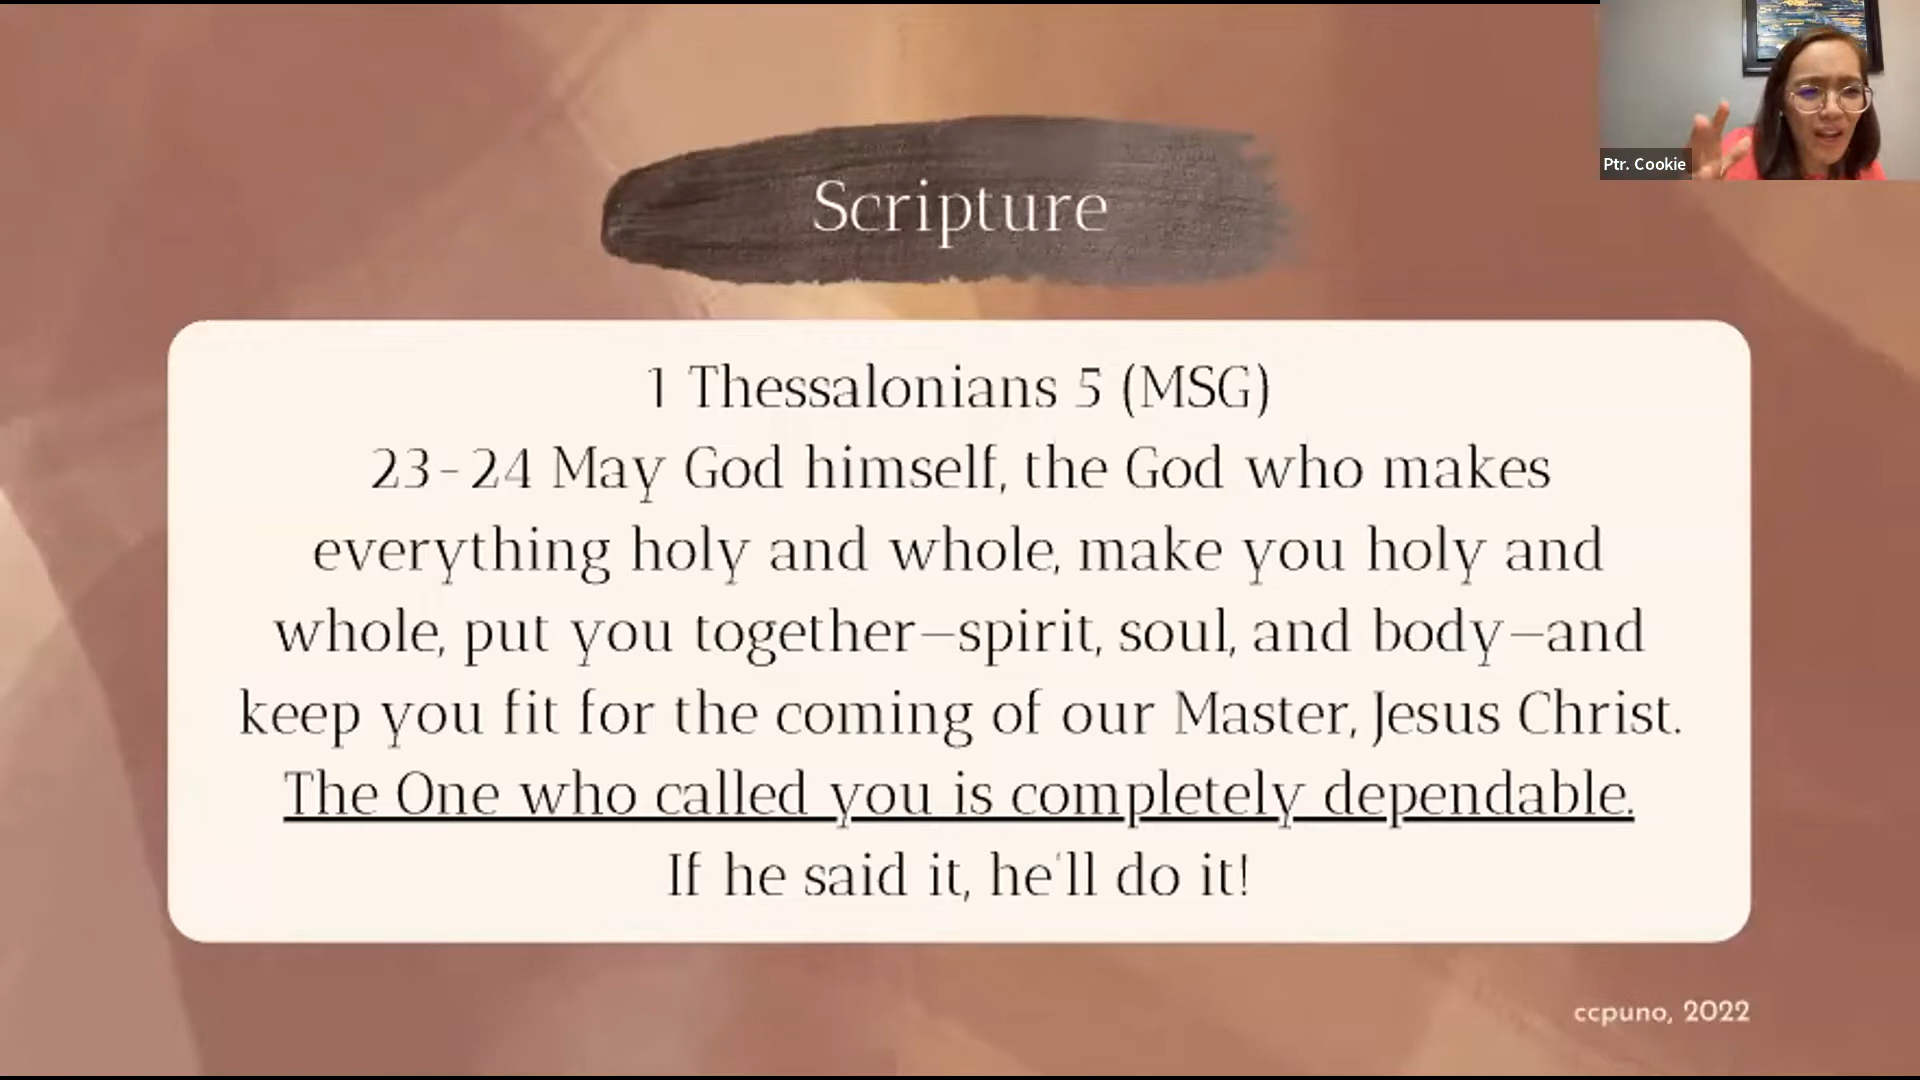 Ptr. Cookie
Scripture
1 Thessalonians 5 (MSG)
23-24 May God himself, the God who makes
everything holy and whole, make you holy and
whole, put you together—spirit, soul, and body—and
keep you fit for the coming of our Master, Jesus Christ.
The One who called you is completely dependable.
If he said it, he'll do it!
ccpuno, 2022